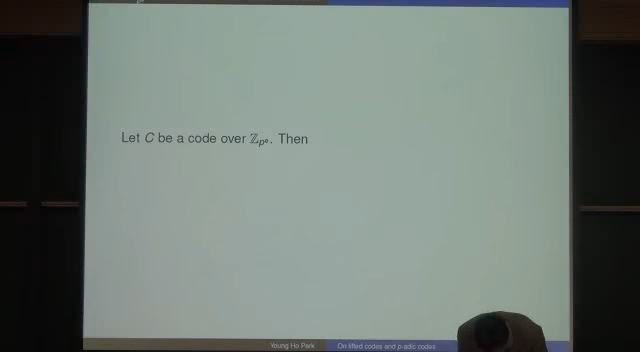 Let C be a code over ℤ_{p^e}. Then
Young Ho Park
On lifted codes and p-adic codes